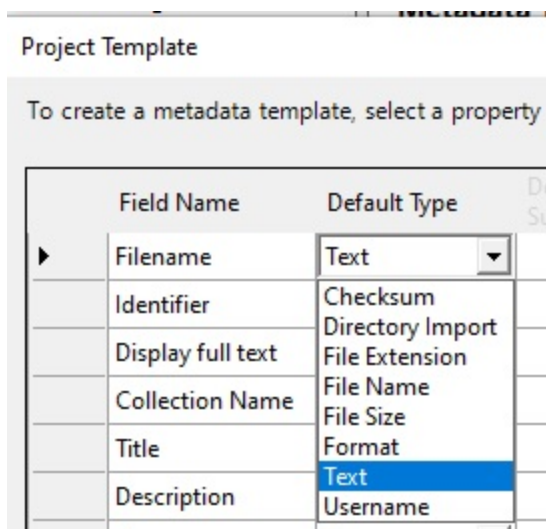 Metadata
Project Template
To create a metadata template, select a property
Field Name Default Type
Filename Text
Identifier
Display full text
Collection Name
Title
Description
Checksum
Directory Import
File Extension
File Name
File Size
Format
Text
Username